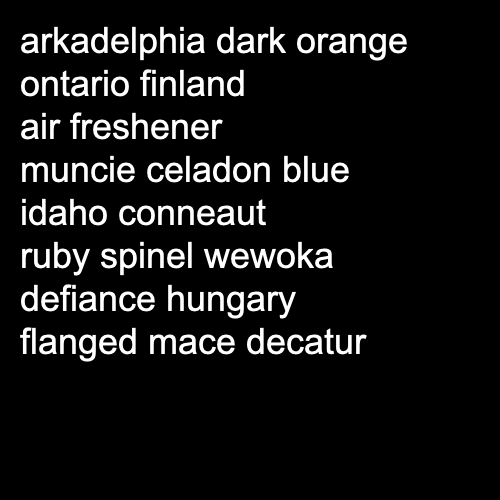 arkadelphia dark orange
ontario finland
air freshener
muncie celadon blue
idaho conneaut
ruby spinel wewoka
defiance hungary
flanged mace decatur